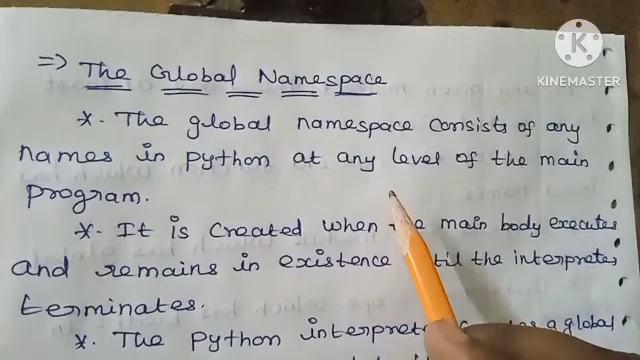 => The Global Namespace
*. The global namespace consists of any
names in python at any level of the main
program.
*. It is created when the main body executes
and remains in existence until the interpreter
terminates.
*. The python interpreter a global
KINEMASTER